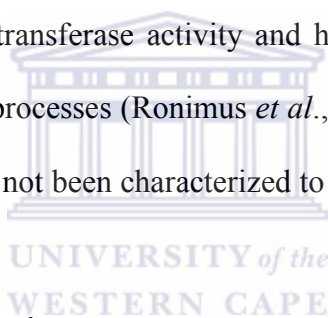 transferase activity and h
processes (Ronimus et al.,
not been characterized to
UNIVERSITY of the
WESTERN CAPE